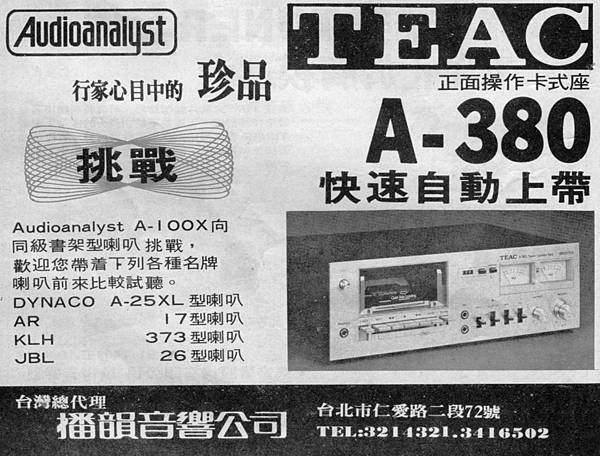 Audioanalyst
行家心目中的 珍品
挑戰
Audioanalyst A-100X向
同級書架型喇叭挑戰，
歡迎您帶着下列各種名牌
喇叭前來比較試聽。
DYNACO A-25XL 型喇叭
AR 17型喇叭
KLH 373型喇叭
JBL 26型喇叭
TEAC
正面操作卡式座
A-380
快速自動上帶
TEAC
台灣總代理
播韻音響公司
台北市仁愛路二段72號
TEL:3214321.3416502